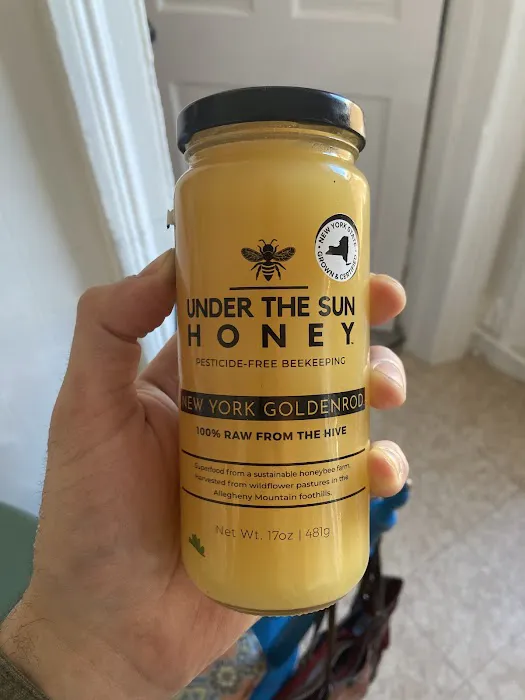 NEW YORK STATE
GROWN & CERTIFIED
UNDER THE SUN
HONEY™
PESTICIDE-FREE BEEKEEPING
NEW YORK GOLDENROD
100% RAW FROM THE HIVE
Superfood from a sustainable honeybee farm,
harvested from wildflower pastures in the
Allegheny Mountain foothills.
Net Wt. 17oz | 481g